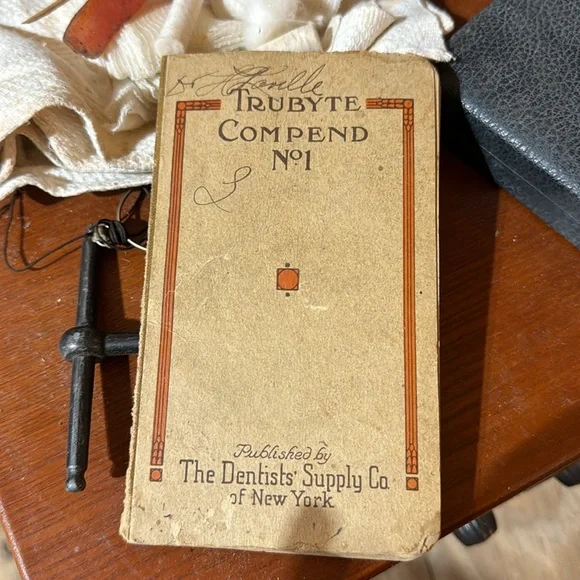 TRUBYTE
COMPEND
No1
Published by
The Dentists' Supply Co.
of New York